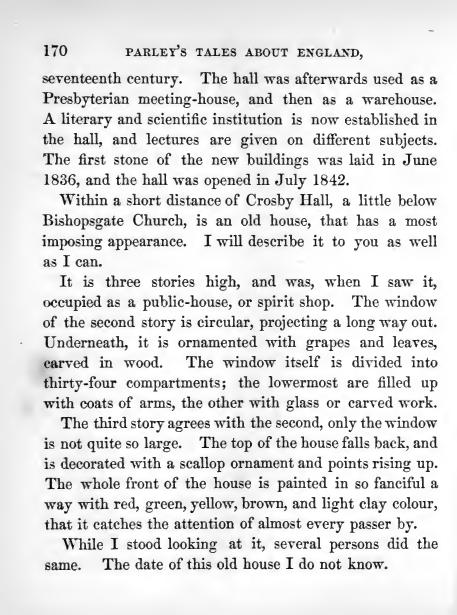 170 PARLEY'S TALES ABOUT ENGLAND,
seventeenth century. The hall was afterwards used as a
Presbyterian meeting-house, and then as a warehouse.
A literary and scientific institution is now established in
the hall, and lectures are given on different subjects.
The first stone of the new buildings was laid in June
1836, and the hall was opened in July 1842.
Within a short distance of Crosby Hall, a little below
Bishopsgate Church, is an old house, that has a most
imposing appearance. I will describe it to you as well
as I can.
It is three stories high, and was, when I saw it,
occupied as a public-house, or spirit shop. The window
of the second story is circular, projecting a long way out.
Underneath, it is ornamented with grapes and leaves,
carved in wood. The window itself is divided into
thirty-four compartments; the lowermost are filled up
with coats of arms, the other with glass or carved work.
The third story agrees with the second, only the window
is not quite so large. The top of the house falls back, and
is decorated with a scallop ornament and points rising up.
The whole front of the house is painted in so fanciful a
way with red, green, yellow, brown, and light clay colour,
that it catches the attention of almost every passer by.
While I stood looking at it, several persons did the
same. The date of this old house I do not know.